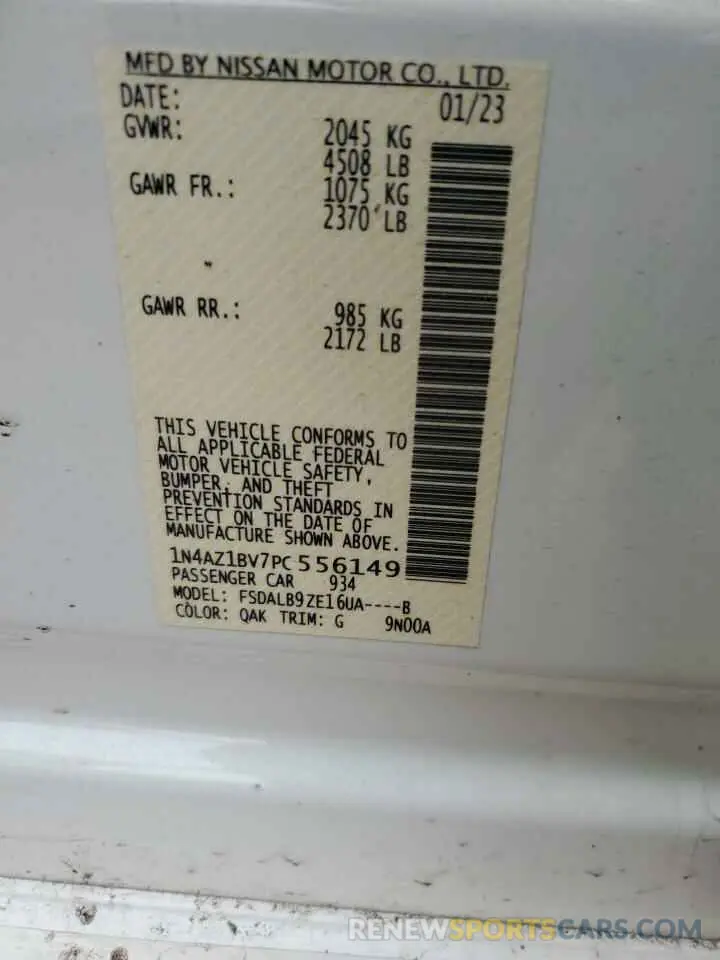 MFD BY NISSAN MOTOR CO., LTD.
DATE: 01/23
GVWR: 2045 KG
4508 LB
GAWR FR.: 1075 KG
2370 LB
GAWR RR.: 985 KG
2172 LB
THIS VEHICLE CONFORMS TO
ALL APPLICABLE FEDERAL
MOTOR VEHICLE SAFETY,
BUMPER, AND THEFT
PREVENTION STANDARDS IN
EFFECT ON THE DATE OF
MANUFACTURE SHOWN ABOVE.
1N4AZ1BV7PC556149
PASSENGER CAR 934
MODEL: FSDALB9ZE16UA----B
COLOR: QAK TRIM: G 9N00A
RENEWSPORTSCARS.COM